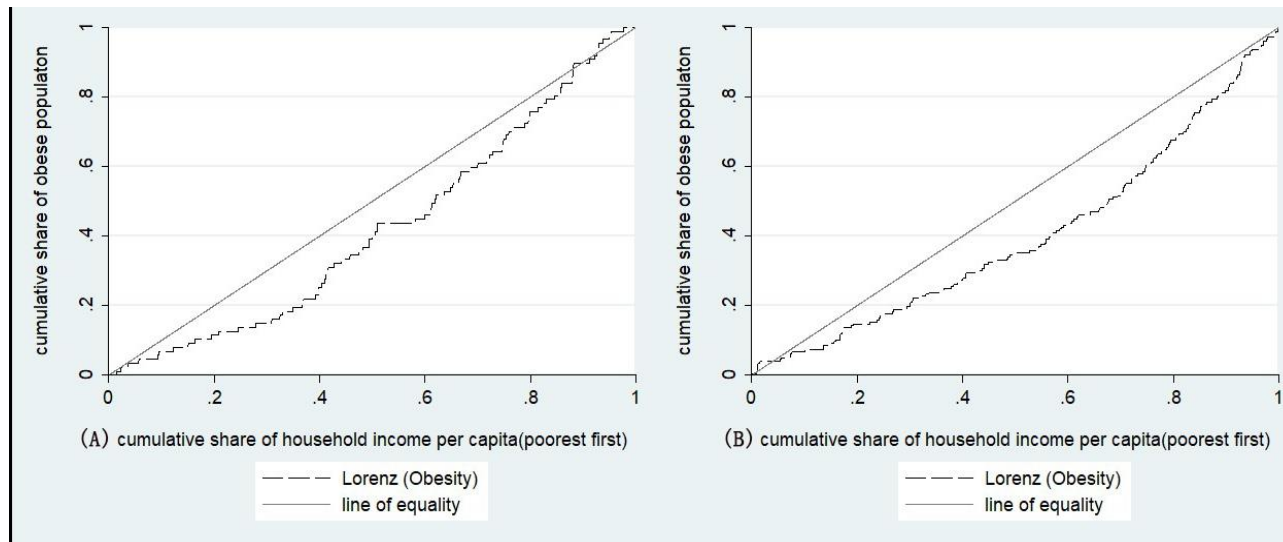 cumulative share of obese populaton
1
.8
.6
.4
.2
0
0 .2 .4 .6 .8 1
(A) cumulative share of household income per capita(poorest first)
Lorenz (Obesity)
line of equality
cumulative share of obese populaton
1
.8
.6
.4
.2
0
0 .2 .4 .6 .8 1
(B) cumulative share of household income per capita(poorest first)
Lorenz (Obesity)
line of equality